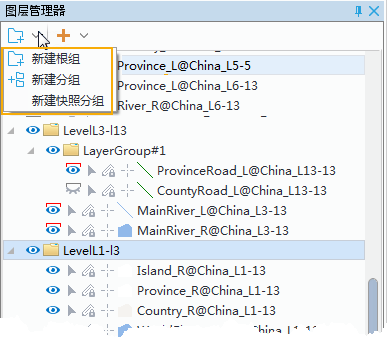 图层管理器
新建根组
新建分组
新建快照分组
Province_L@China_L5-5
Province_L@China_L6-13
River_R@China_L6-13
LevelL3-l13
LayerGroup#1
ProvinceRoad_L@China_L13-13
CountyRoad_L@China_L13-13
MainRiver_L@China_L3-13
MainRiver_R@China_L3-13
LevelL1-l3
Island_R@China_L1-13
Province_R@China_L1-13
Country_R@China_L1-13